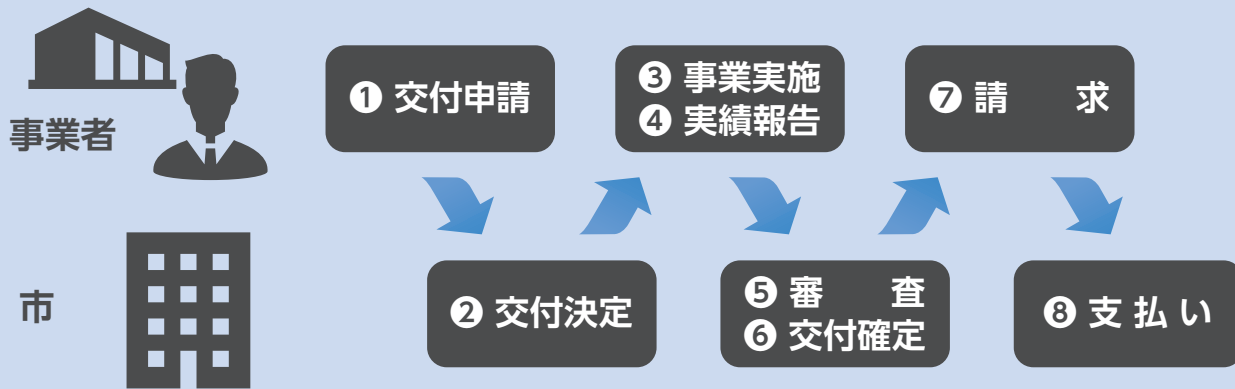 事業者
❶ 交付申請
❸ 事業実施
❹ 実績報告
❼ 請　　求
市
❷ 交付決定
❺ 審　　査
❻ 交付確定
❽ 支 払 い